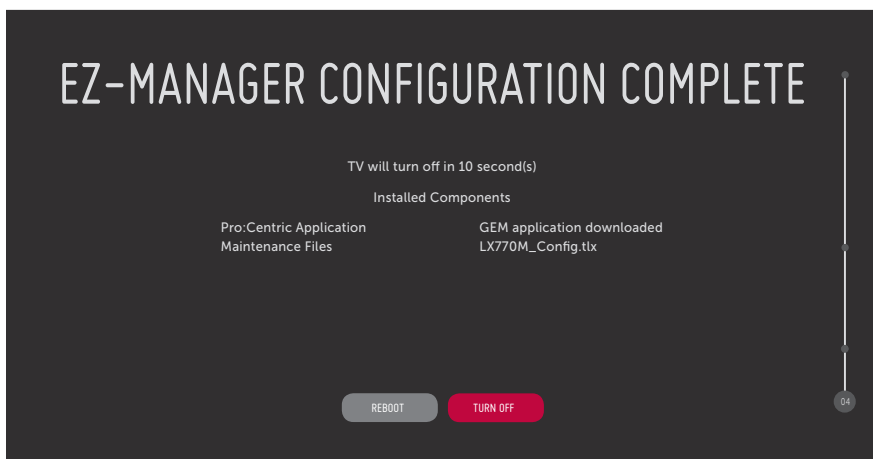 EZ-MANAGER CONFIGURATION COMPLETE
TV will turn off in 10 second(s)
Installed Components
Pro:Centric Application GEM application downloaded
Maintenance Files LX770M_Config.tlx
REBOOT TURN OFF 04